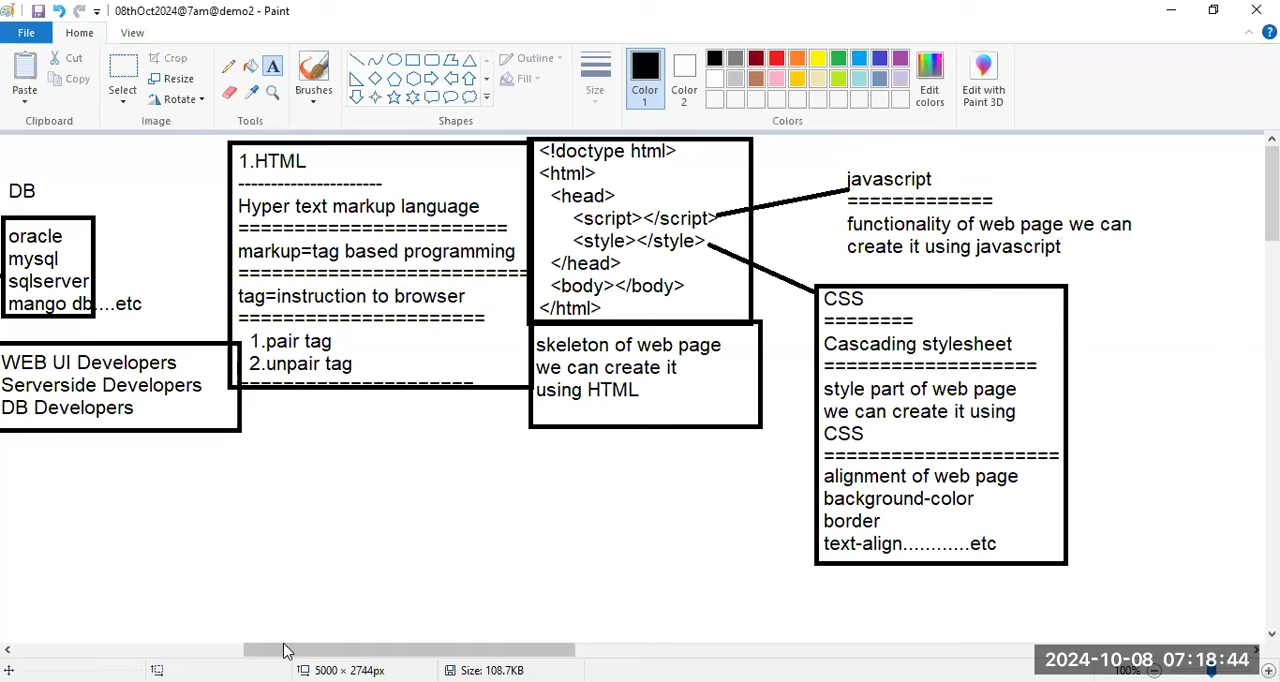 08thOct2024@7am@demo2 - Paint
File
Home
View
Paste
Cut
Copy
Clipboard
Select
Crop
Resize
Rotate
Image
A
Tools
Brushes
Shapes
Outline
Fill
Size
Color 1
Color 2
Colors
Edit colors
Edit with Paint 3D
DB
oracle
mysql
sqlserver
mango db....etc
WEB UI Developers
Serverside Developers
DB Developers
1.HTML
----------------------
Hyper text markup language
========================
markup=tag based programming
==========================
tag=instruction to browser
======================
1.pair tag
2.unpair tag
=====================
<!doctype html>
<html>
<head>
<script></script>
<style></style>
</head>
<body></body>
</html>
skeleton of web page
we can create it
using HTML
javascript
=============
functionality of web page we can
create it using javascript
CSS
========
Cascading stylesheet
===================
style part of web page
we can create it using
CSS
=====================
alignment of web page
background-color
border
text-align............etc
5000 × 2744px
Size: 108.7KB
100%
2024-10-08 07:18:44